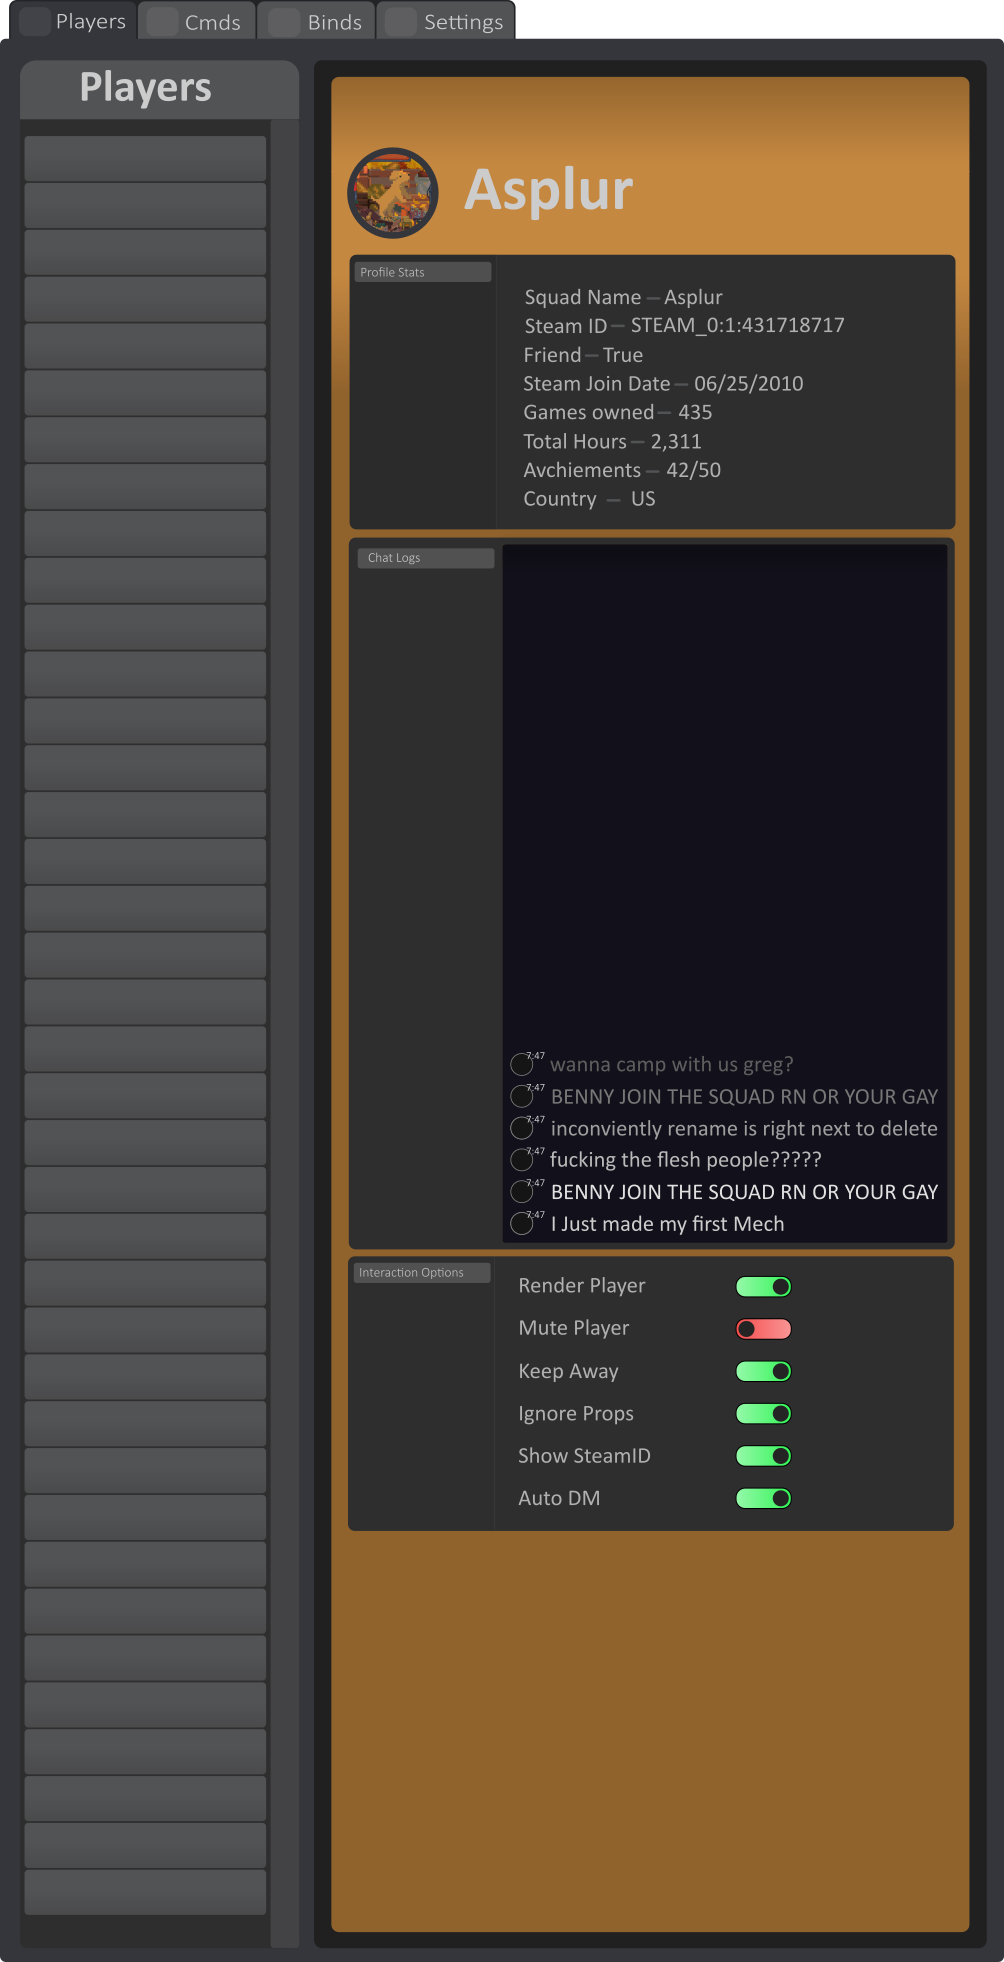 Players
Cmds
Binds
Settings
Players
Asplur
Profile Stats
Squad Name – Asplur
Steam ID – STEAM_0:1:431718717
Friend – True
Steam Join Date – 06/25/2010
Games owned – 435
Total Hours – 2,311
Avchiements – 42/50
Country – US
Chat Logs
7:47 wanna camp with us greg?
7:47 BENNY JOIN THE SQUAD RN OR YOUR GAY
7:47 inconviently rename is right next to delete
7:47 fucking the flesh people?????
7:47 BENNY JOIN THE SQUAD RN OR YOUR GAY
7:47 I Just made my first Mech
Interaction Options
Render Player
Mute Player
Keep Away
Ignore Props
Show SteamID
Auto DM